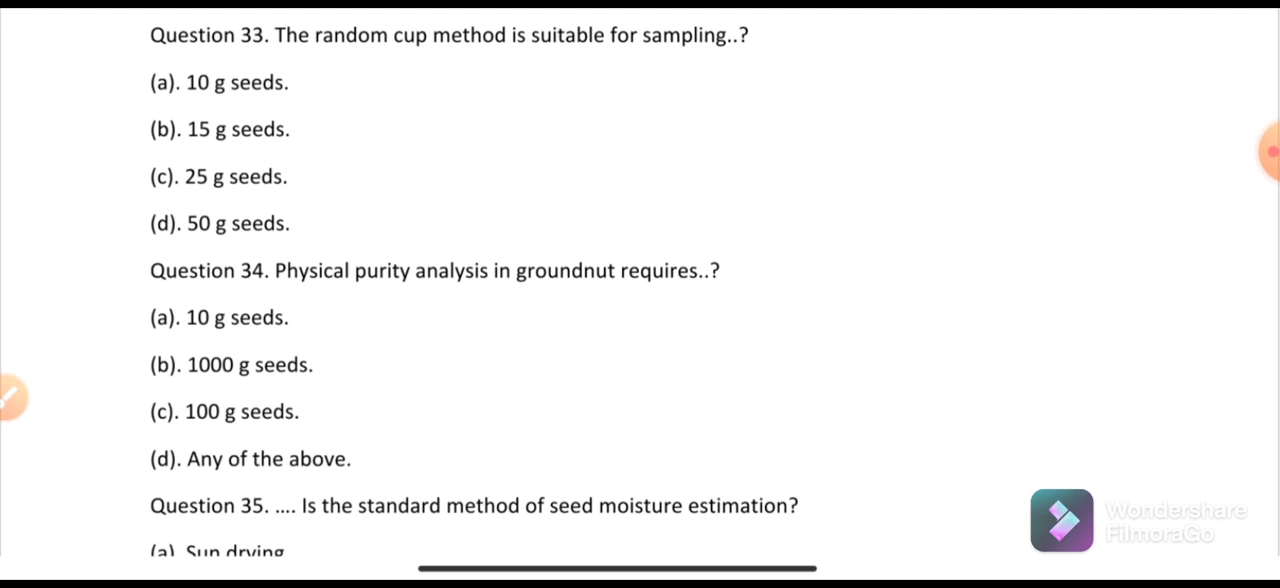 Question 33. The random cup method is suitable for sampling..?
(a). 10 g seeds.
(b). 15 g seeds.
(c). 25 g seeds.
(d). 50 g seeds.
Question 34. Physical purity analysis in groundnut requires..?
(a). 10 g seeds.
(b). 1000 g seeds.
(c). 100 g seeds.
(d). Any of the above.
Question 35. .... Is the standard method of seed moisture estimation?
(a) Sun drying
Wondershare
FilmoraGo